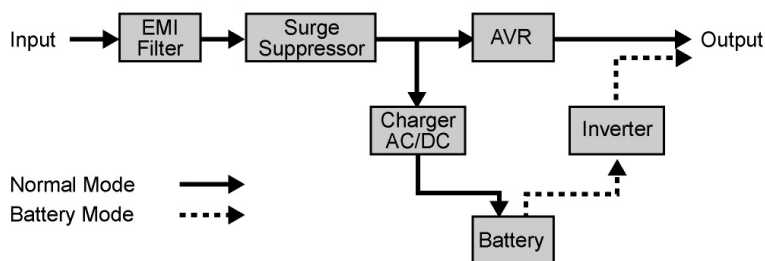 Input
EMI
Filter
Surge
Suppressor
AVR
Output
Charger
AC/DC
Inverter
Normal Mode
Battery Mode
Battery